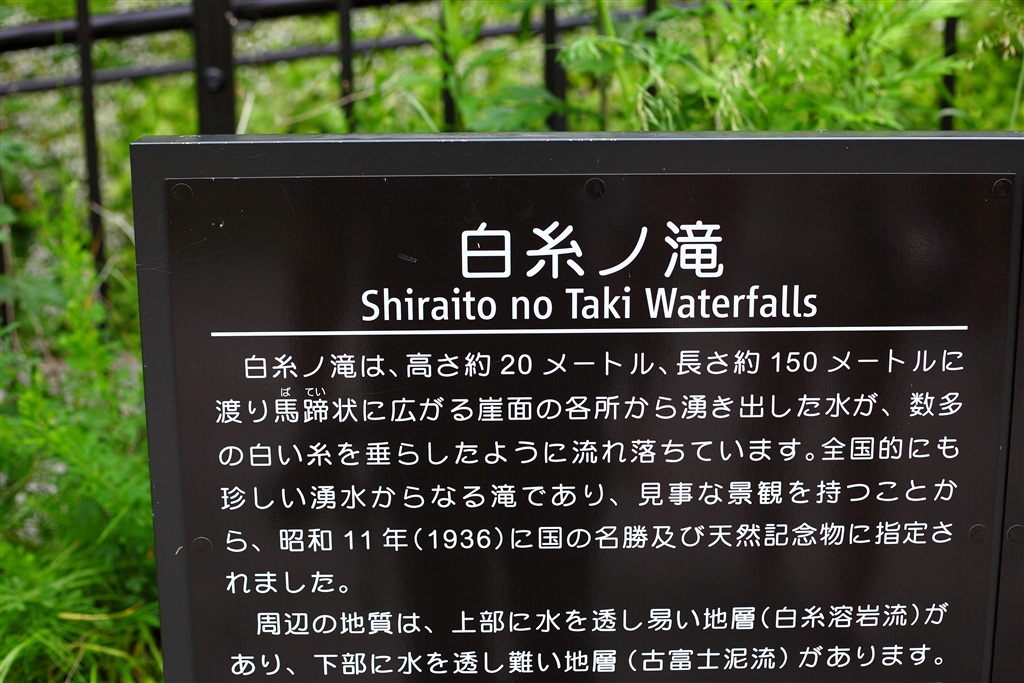 白糸ノ滝
Shiraito no Taki Waterfalls
白糸ノ滝は、高さ約 20 メートル、長さ約 150 メートルに
ば てい
渡り馬蹄状に広がる崖面の各所から湧き出した水が、数多
の白い糸を垂らしたように流れ落ちています。全国的にも
珍しい湧水からなる滝であり、見事な景観を持つことか
ら、昭和 11 年(1936)に国の名勝及び天然記念物に指定さ
れました。
周辺の地質は、上部に水を透し易い地層(白糸溶岩流)が
あり、下部に水を透し難い地層(古富士泥流)があります。